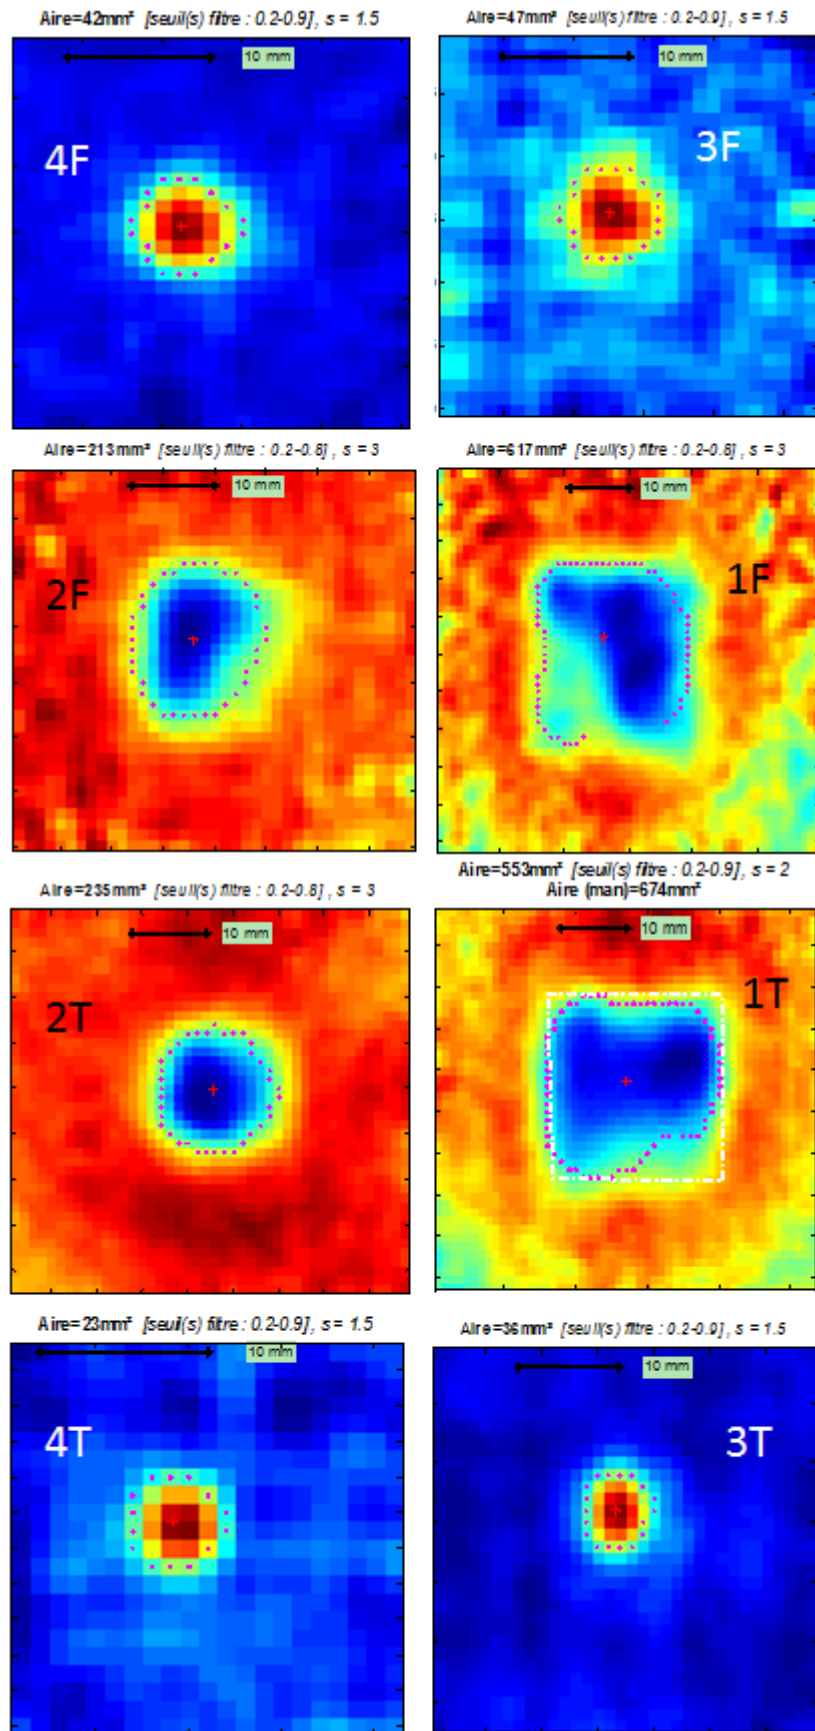 Aire=42mm² [seuil(s) filtre : 0.2-0.9], s = 1.5
10 mm
4F
Aire=47mm² [seuil(s) filtre : 0.2-0.9], s = 1.5
10 mm
3F
Aire=213mm² [seuil(s) filtre : 0.2-0.8], s = 3
10 mm
2F
Aire=617mm² [seuil(s) filtre : 0.2-0.8], s = 3
10 mm
1F
Aire=235mm² [seuil(s) filtre : 0.2-0.8], s = 3
10 mm
2T
Aire=553mm² [seuil(s) filtre : 0.2-0.9], s = 2
Aire (man)=674mm²
10 mm
1T
Aire=23mm² [seuil(s) filtre : 0.2-0.9], s = 1.5
10 mm
4T
Aire=36mm² [seuil(s) filtre : 0.2-0.9], s = 1.5
10 mm
3T